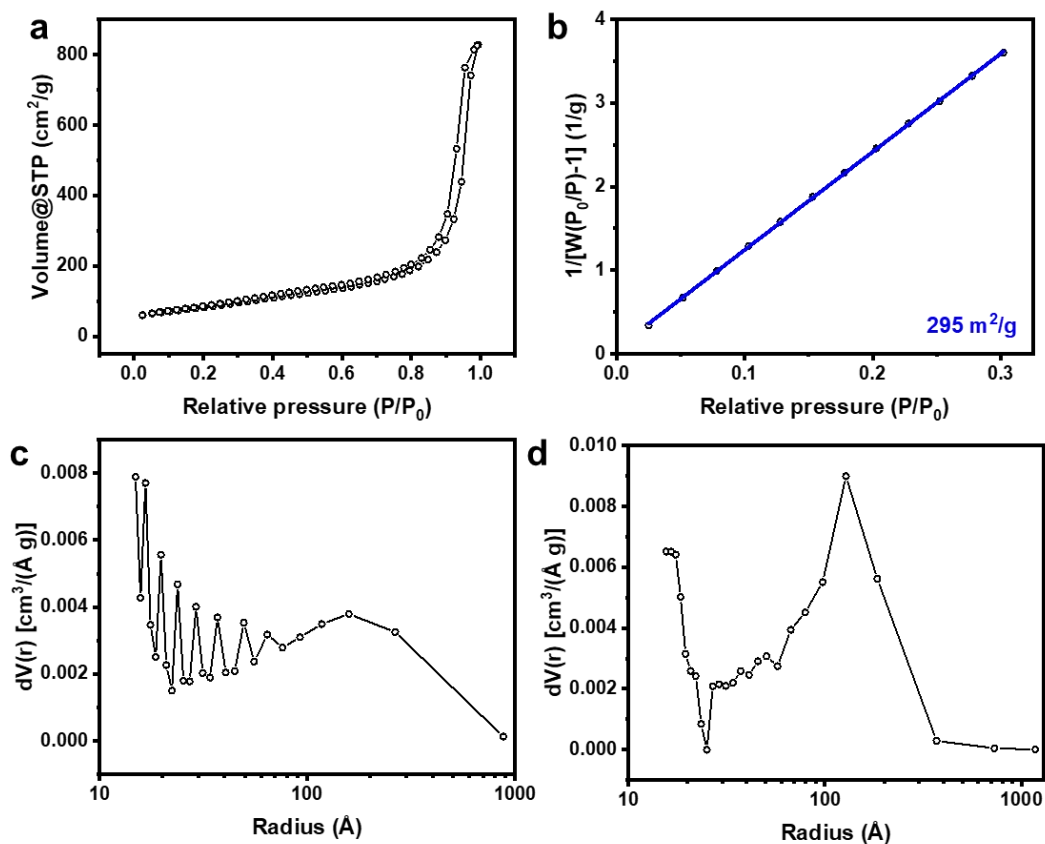 a
Volume@STP (cm²/g)
800
600
400
200
0
0.0 0.2 0.4 0.6 0.8 1.0
Relative pressure (P/P₀)
b
1/[W(P₀/P)-1] (1/g)
4
3
2
1
0
0.0 0.1 0.2 0.3
295 m²/g
Relative pressure (P/P₀)
c
dV(r) [cm³/(Å g)]
0.008
0.006
0.004
0.002
0.000
10 100 1000
Radius (Å)
d
dV(r) [cm³/(Å g)]
0.010
0.008
0.006
0.004
0.002
0.000
10 100 1000
Radius (Å)